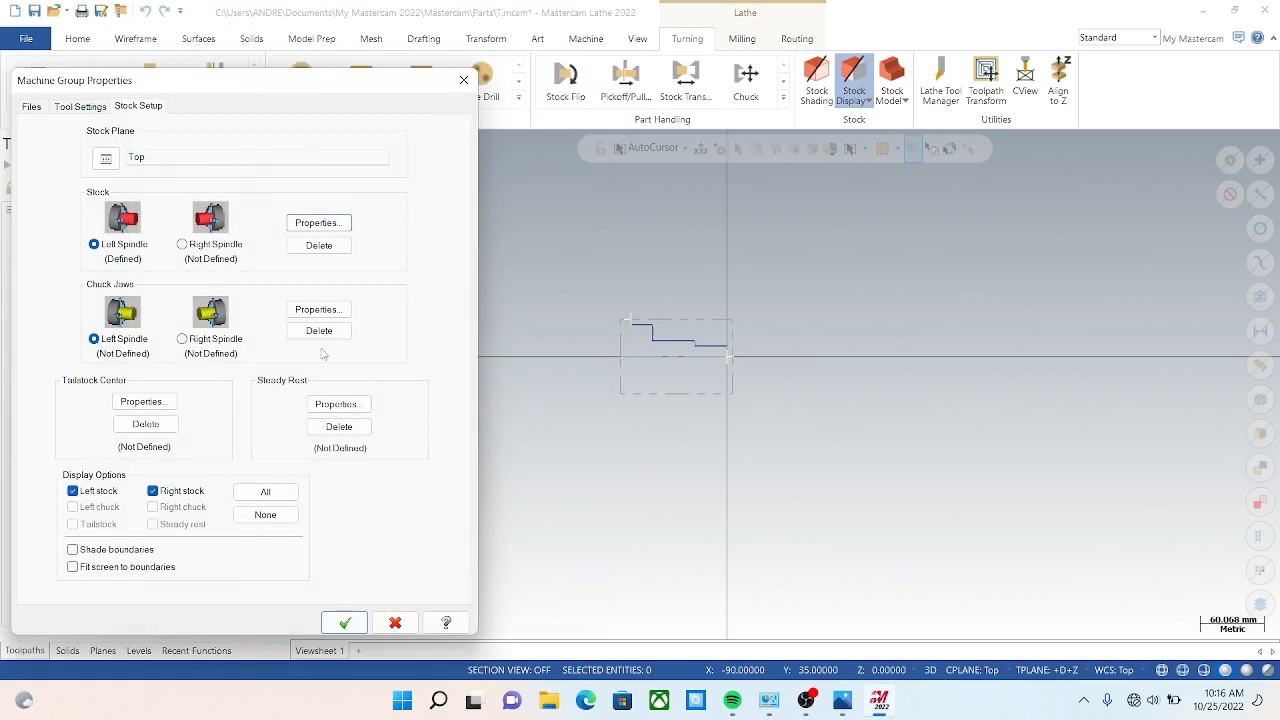 C:\Users\ANDRE\Documents\My Mastercam 2022\Mastercam\Parts\T.mcam* - Mastercam Lathe 2022
Lathe
File Home Wireframe Surfaces Solids Model Prep Mesh Drafting Transform Art Machine View Turning Milling Routing
Standard
My Mastercam
Drill
Stock Flip
Pickoff/Pull...
Stock Trans...
Chuck
Stock Shading
Stock Display
Stock Model
Lathe Tool Manager
Toolpath Transform
CView
Align to Z
Part Handling
Stock
Utilities
Machine Group Properties
Files Tool Settings Stock Setup
Stock Plane
Top
Stock
Properties...
Left Spindle
Right Spindle
Delete
(Defined)
(Not Defined)
Chuck Jaws
Properties...
Delete
Left Spindle
Right Spindle
(Not Defined)
(Not Defined)
Tailstock Center
Steady Rest
Properties...
Properties...
Delete
Delete
(Not Defined)
(Not Defined)
Display Options
Left stock
Right stock
All
Left chuck
Right chuck
None
Tailstock
Steady rest
Shade boundaries
Fit screen to boundaries
AutoCursor
60.068 mm
Metric
Toolpaths Solids Planes Levels Recent Functions
Viewsheet 1
+
SECTION VIEW: OFF SELECTED ENTITIES: 0 X: -90.00000 Y: 35.00000 Z: 0.00000 3D CPLANE: Top TPLANE: +D+Z WCS: Top
M 2022
10:16 AM
10/25/2022